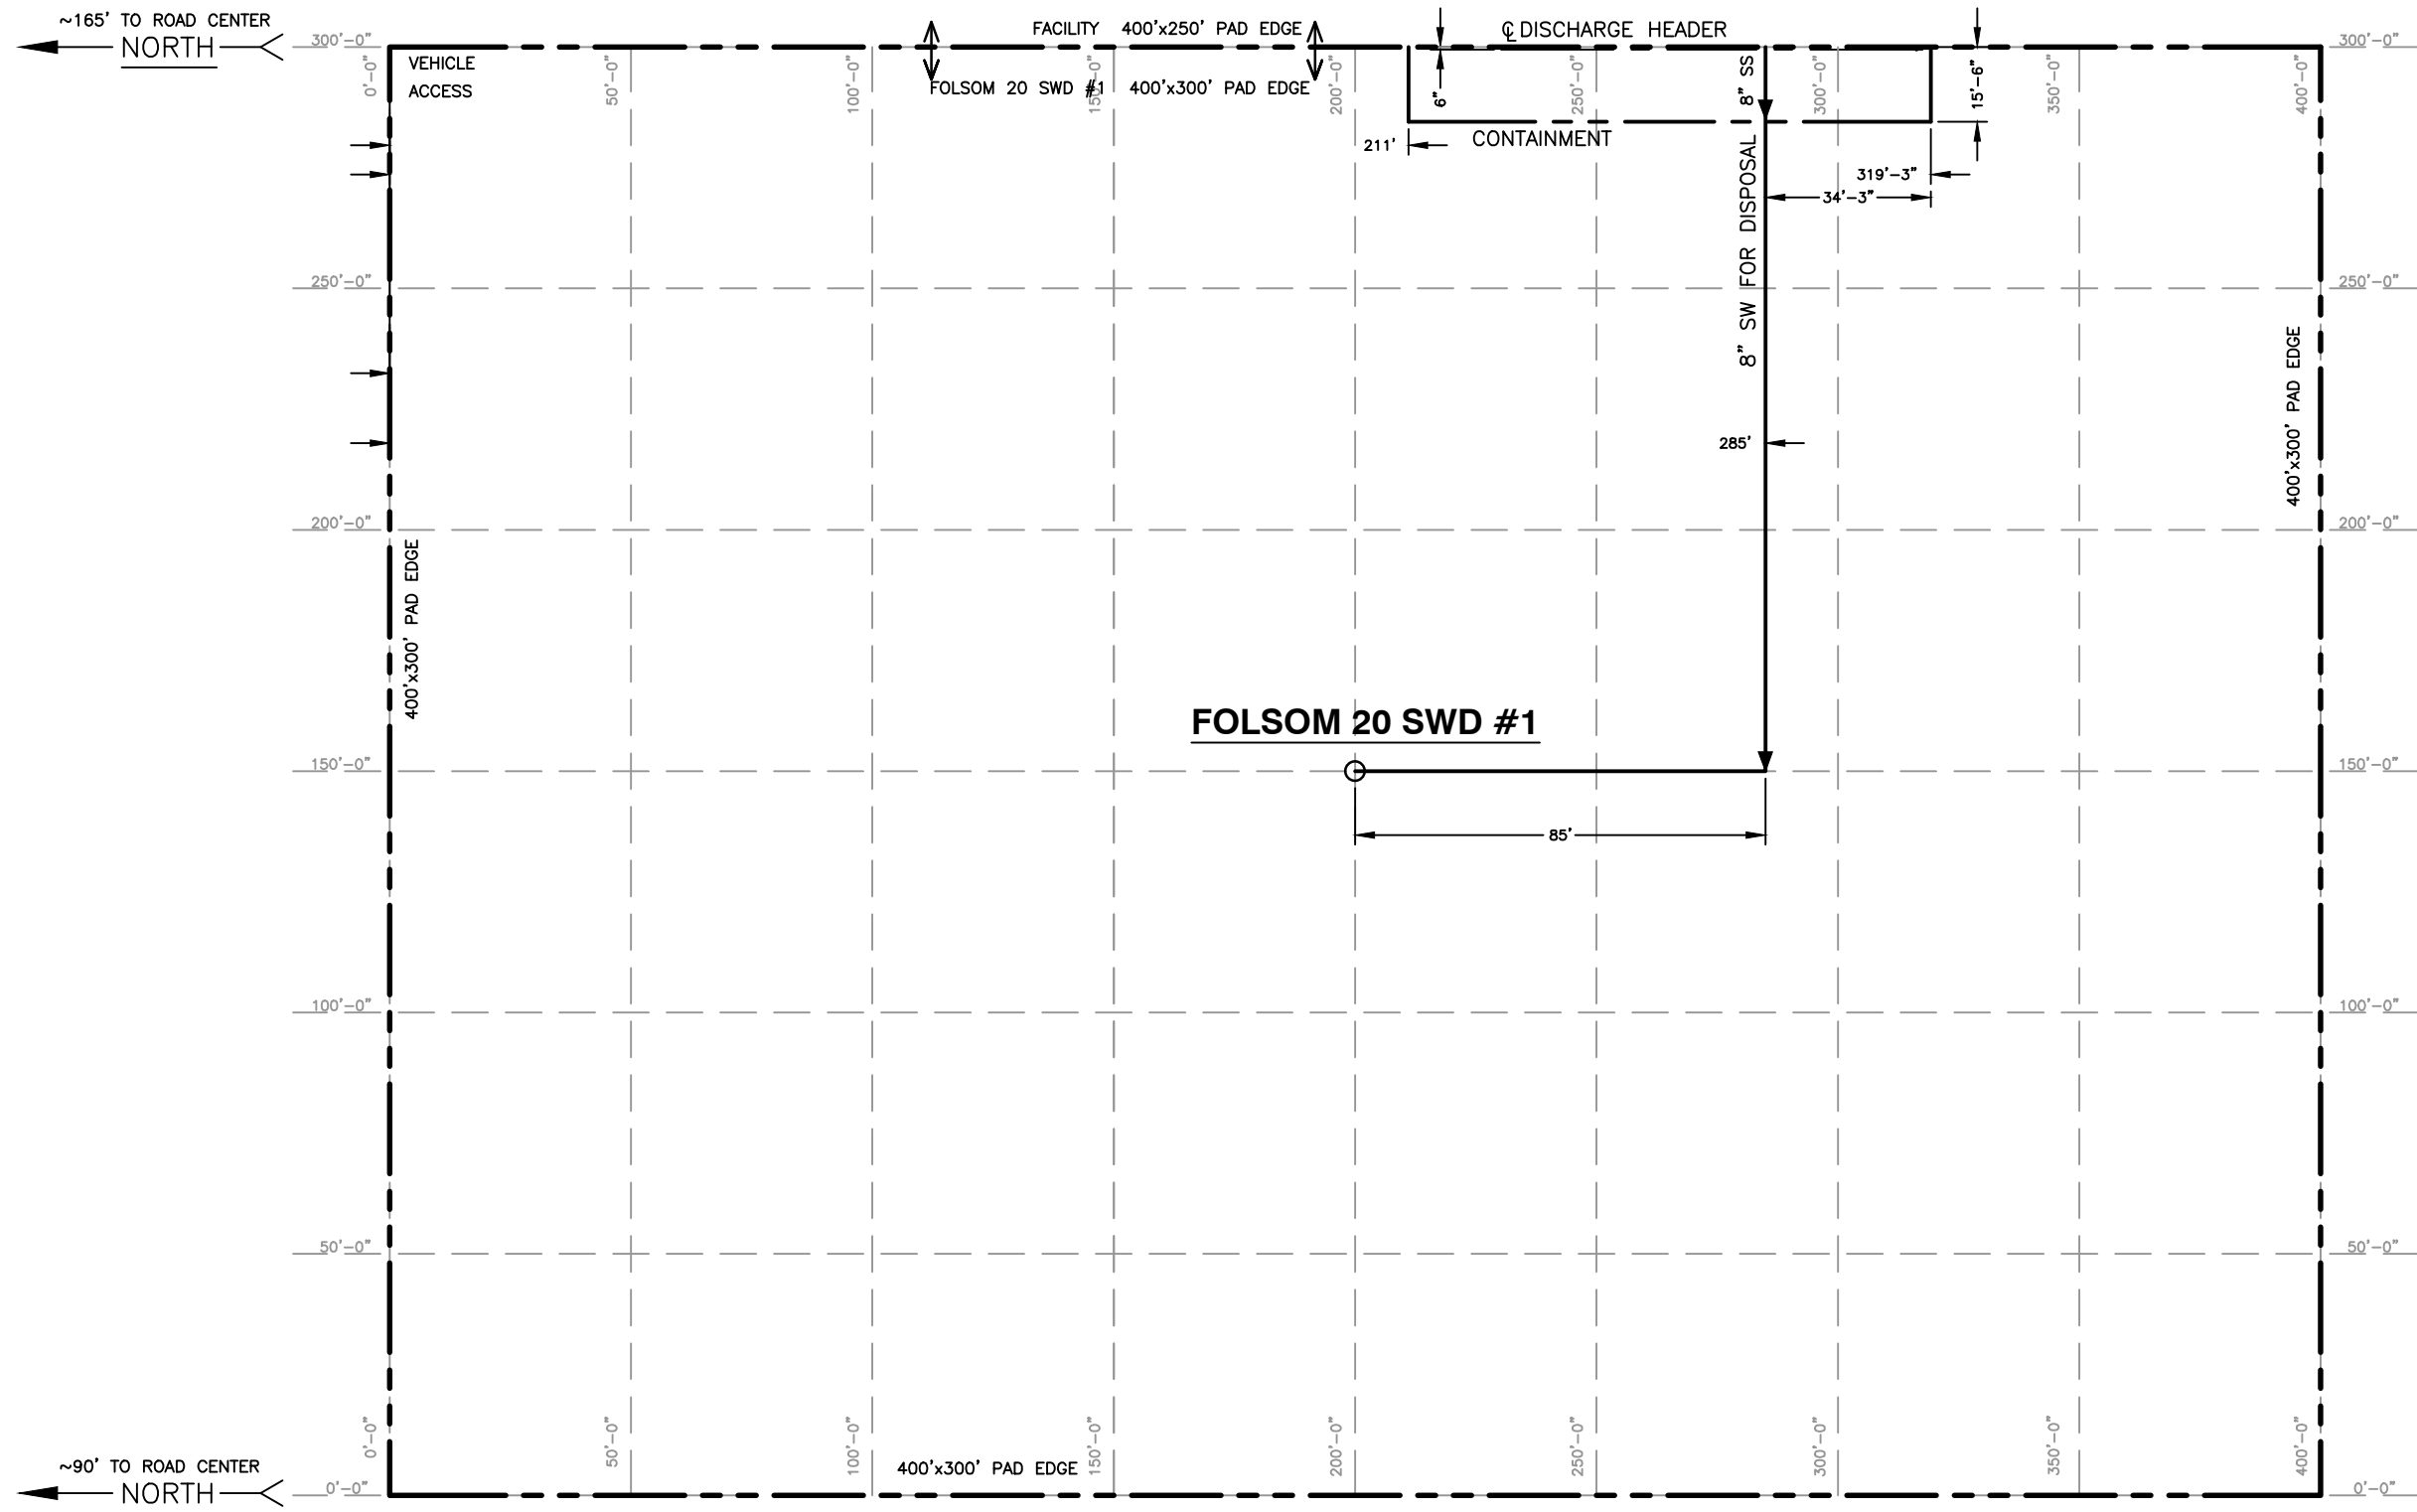 ~165' TO ROAD CENTER
NORTH
FACILITY 400'x250' PAD EDGE
℄ DISCHARGE HEADER
300'-0"
300'-0"
VEHICLE
ACCESS
FOLSOM 20 SWD #1 400'x300' PAD EDGE
0'-0"
50'-0"
100'-0"
150'-0"
200'-0"
250'-0"
300'-0"
350'-0"
400'-0"
6"
8" SS
15'-6"
211'
CONTAINMENT
319'-3"
34'-3"
8" SW FOR DISPOSAL
250'-0"
250'-0"
400'x300' PAD EDGE
285'
200'-0"
200'-0"
400'x300' PAD EDGE
FOLSOM 20 SWD #1
150'-0"
150'-0"
85'
100'-0"
100'-0"
50'-0"
50'-0"
0'-0"
50'-0"
100'-0"
150'-0"
200'-0"
250'-0"
300'-0"
350'-0"
400'-0"
~90' TO ROAD CENTER
NORTH
400'x300' PAD EDGE
0'-0"
0'-0"